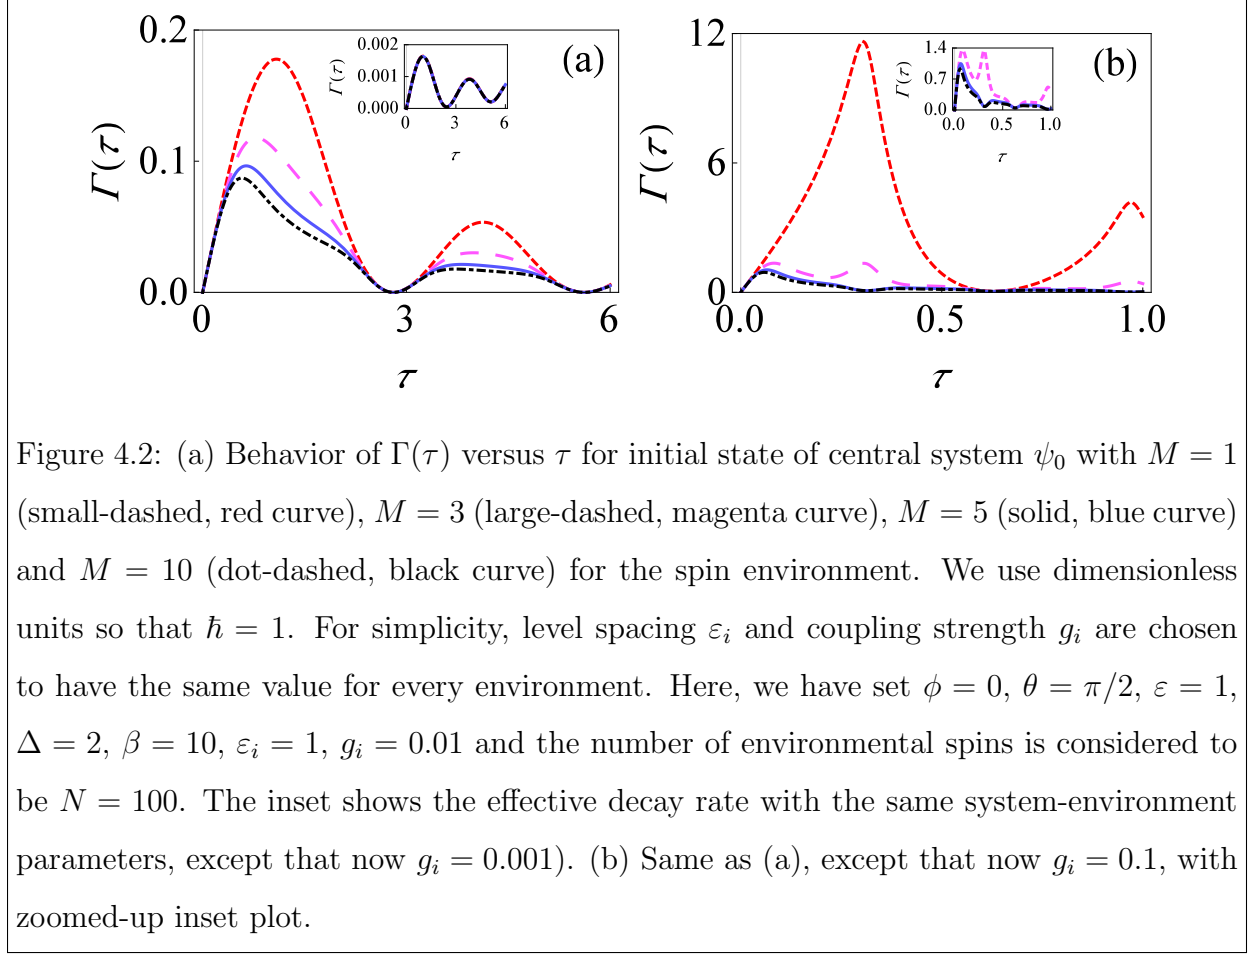 0.2
0.1
0.0
Γ(τ)
0
3
6
τ
(a)
0.002
0.001
0.000
Γ(τ)
0
3
6
τ
12
6
0
Γ(τ)
0.0
0.5
1.0
τ
(b)
1.4
0.7
0.0
Γ(τ)
0.0
0.5
1.0
τ
Figure 4.2: (a) Behavior of Γ(τ) versus τ for initial state of central system ψ₀ with M = 1
(small-dashed, red curve), M = 3 (large-dashed, magenta curve), M = 5 (solid, blue curve)
and M = 10 (dot-dashed, black curve) for the spin environment. We use dimensionless
units so that ħ = 1. For simplicity, level spacing εᵢ and coupling strength gᵢ are chosen
to have the same value for every environment. Here, we have set ϕ = 0, θ = π/2, ε = 1,
Δ = 2, β = 10, εᵢ = 1, gᵢ = 0.01 and the number of environmental spins is considered to
be N = 100. The inset shows the effective decay rate with the same system-environment
parameters, except that now gᵢ = 0.001). (b) Same as (a), except that now gᵢ = 0.1, with
zoomed-up inset plot.